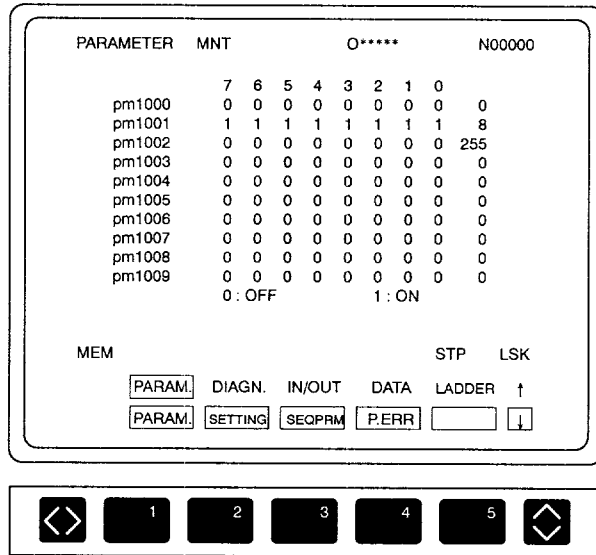 PARAMETER MNT O***** N00000
7 6 5 4 3 2 1 0
pm1000 0 0 0 0 0 0 0 0 0
pm1001 1 1 1 1 1 1 1 1 8
pm1002 0 0 0 0 0 0 0 0 255
pm1003 0 0 0 0 0 0 0 0 0
pm1004 0 0 0 0 0 0 0 0 0
pm1005 0 0 0 0 0 0 0 0 0
pm1006 0 0 0 0 0 0 0 0 0
pm1007 0 0 0 0 0 0 0 0 0
pm1008 0 0 0 0 0 0 0 0 0
pm1009 0 0 0 0 0 0 0 0 0
0 : OFF 1 : ON
MEM STP LSK
PARAM. DIAGN. IN/OUT DATA LADDER ↑
PARAM. SETTING SEQPRM P.ERR ↓
1 2 3 4 5